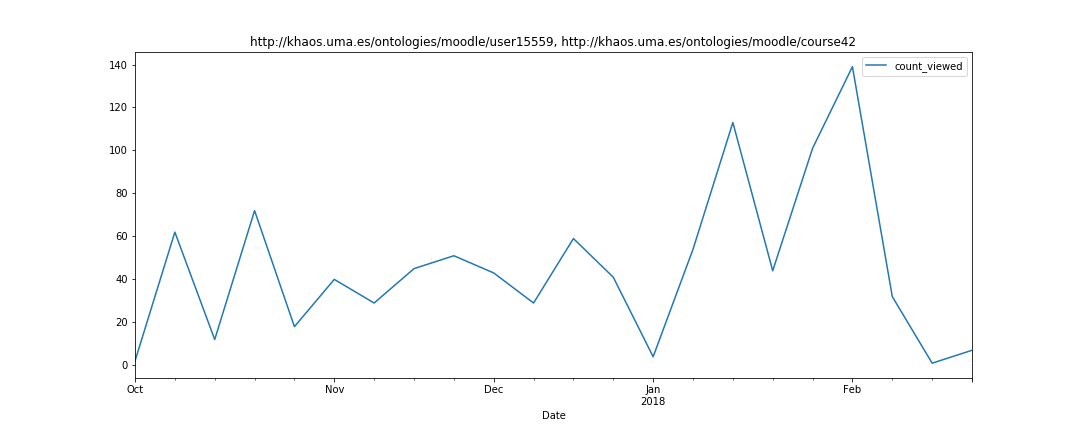 http://khaos.uma.es/ontologies/moodle/user15559, http://khaos.uma.es/ontologies/moodle/course42
count_viewed
140
120
100
80
60
40
20
0
Oct Nov Dec Jan Feb
2018
Date